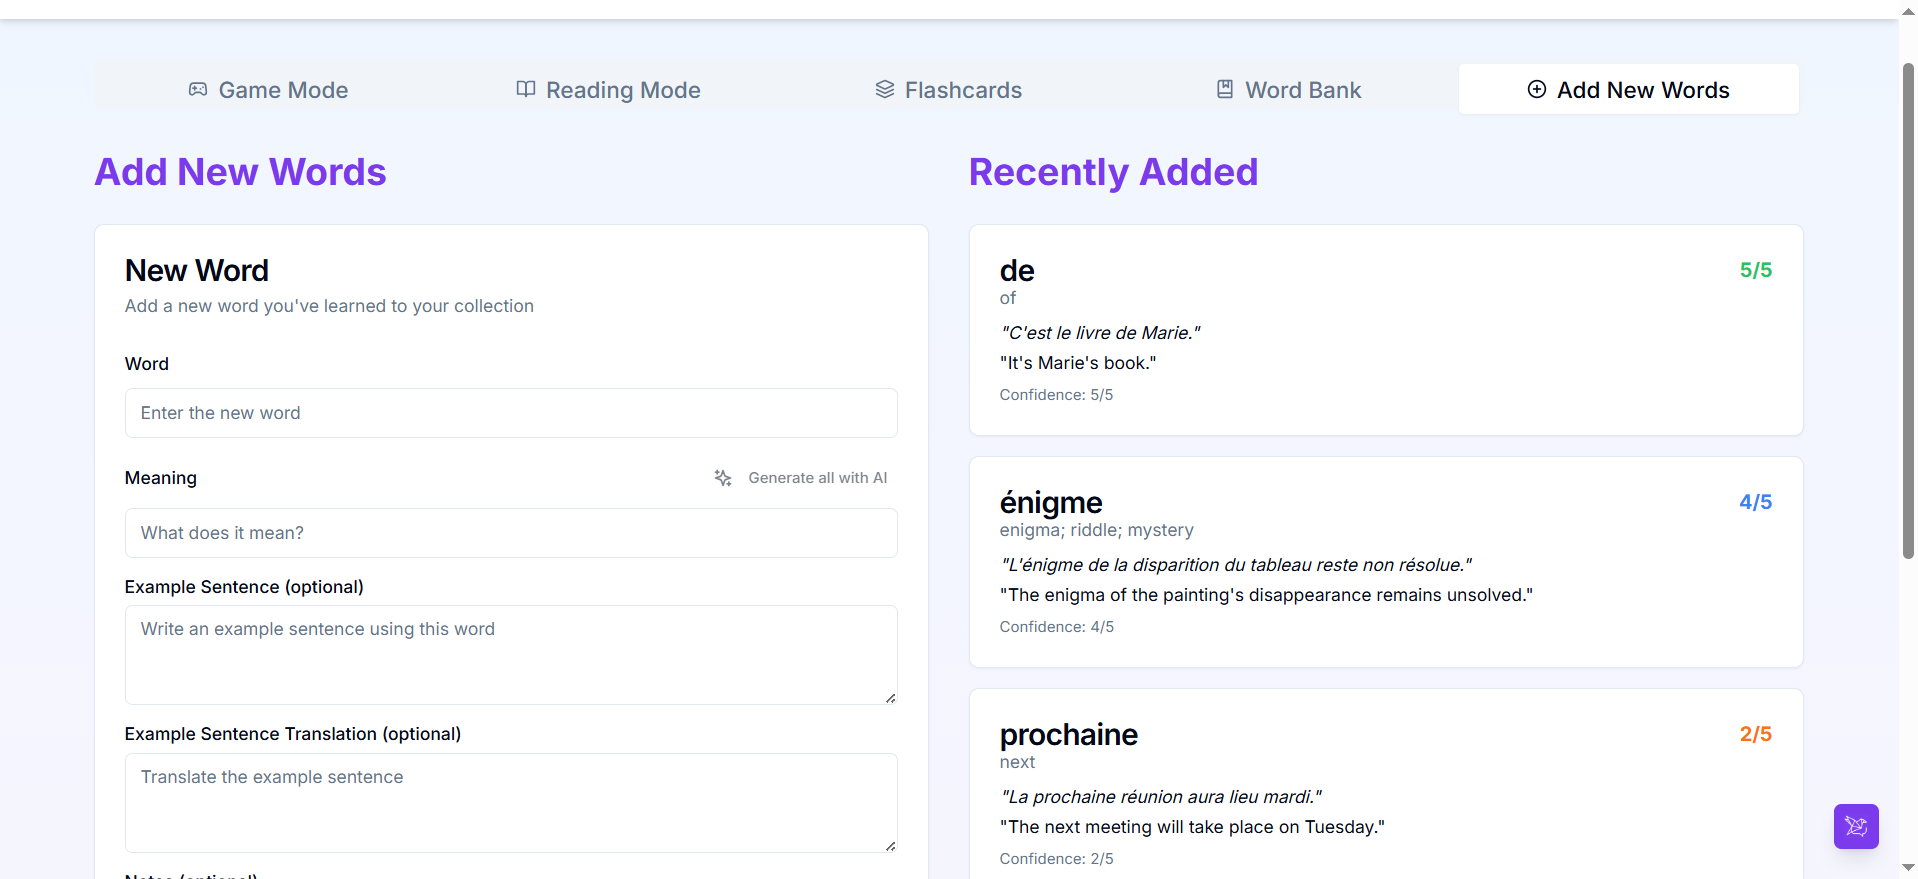 Game Mode
Reading Mode
Flashcards
Word Bank
Add New Words
Add New Words
New Word
Add a new word you've learned to your collection
Word
Enter the new word
Meaning
Generate all with AI
What does it mean?
Example Sentence (optional)
Write an example sentence using this word
Example Sentence Translation (optional)
Translate the example sentence
Notes (optional)
Recently Added
de
5/5
of
"C'est le livre de Marie."
"It's Marie's book."
Confidence: 5/5
énigme
4/5
enigma; riddle; mystery
"L'énigme de la disparition du tableau reste non résolue."
"The enigma of the painting's disappearance remains unsolved."
Confidence: 4/5
prochaine
2/5
next
"La prochaine réunion aura lieu mardi."
"The next meeting will take place on Tuesday."
Confidence: 2/5